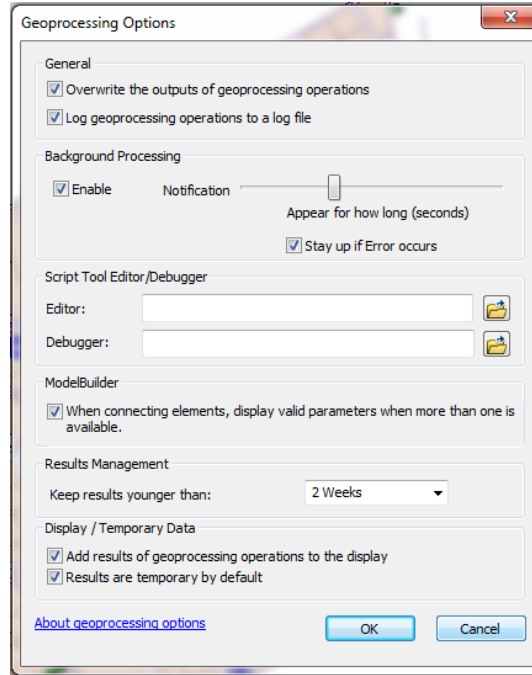 Geoprocessing Options
General
Overwrite the outputs of geoprocessing operations
Log geoprocessing operations to a log file
Background Processing
Enable Notification
Appear for how long (seconds)
Stay up if Error occurs
Script Tool Editor/Debugger
Editor:
Debugger:
ModelBuilder
When connecting elements, display valid parameters when more than one is
available.
Results Management
Keep results younger than: 2 Weeks
Display / Temporary Data
Add results of geoprocessing operations to the display
Results are temporary by default
About geoprocessing options OK Cancel